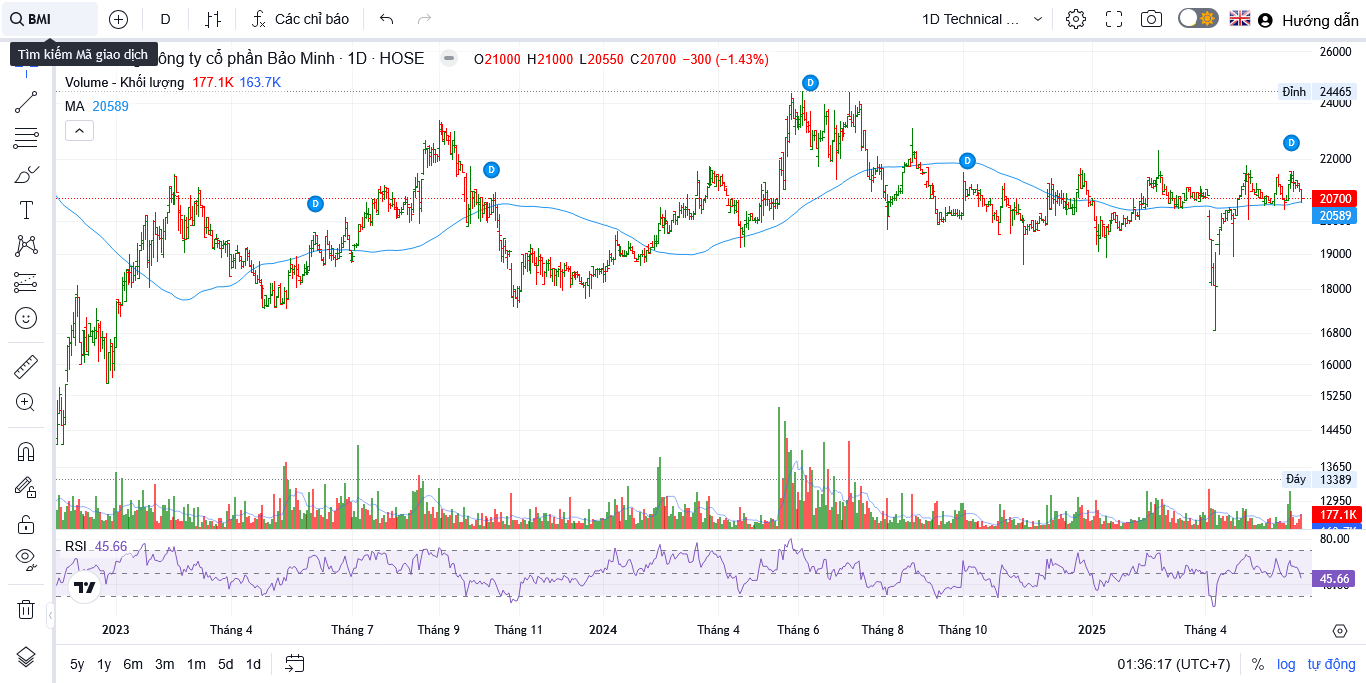 BMI
D
Các chỉ báo
1D Technical ...
Hướng dẫn
Tìm kiếm Mã giao dịch
ông ty cổ phần Bảo Minh · 1D · HOSE
O21000 H21000 L20550 C20700 −300 (−1.43%)
Volume - Khối lượng 177.1K 163.7K
MA 20589
D
D
D
D
D
26000
Đỉnh 24465
24000
22000
20700
20589
20000
19000
18000
16800
16000
15250
14450
13650
Đáy 13389
12950
177.1K
80.00
RSI 45.66
45.66
2023
Tháng 4
Tháng 7
Tháng 9
Tháng 11
2024
Tháng 4
Tháng 6
Tháng 8
Tháng 10
2025
Tháng 4
5y 1y 6m 3m 1m 5d 1d
01:36:17 (UTC+7)
% log tự động